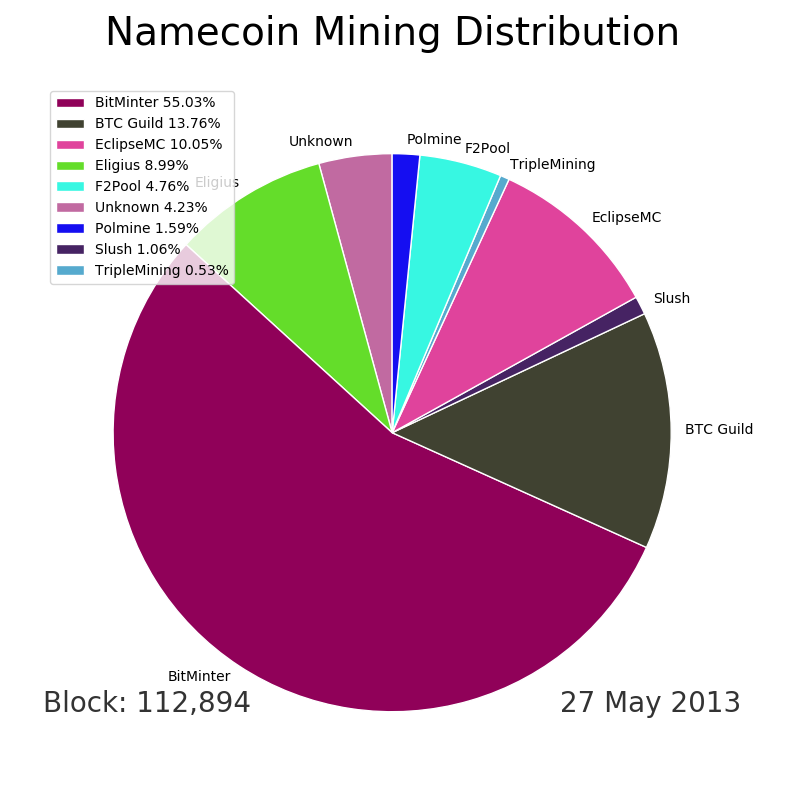 Namecoin Mining Distribution
BitMinter 55.03%
BTC Guild 13.76%
EclipseMC 10.05%
Eligius 8.99%
F2Pool 4.76%
Unknown 4.23%
Polmine 1.59%
Slush 1.06%
TripleMining 0.53%
Unknown
Polmine
F2Pool
TripleMining
Eligius
EclipseMC
Slush
BTC Guild
BitMinter
Block: 112,894
27 May 2013